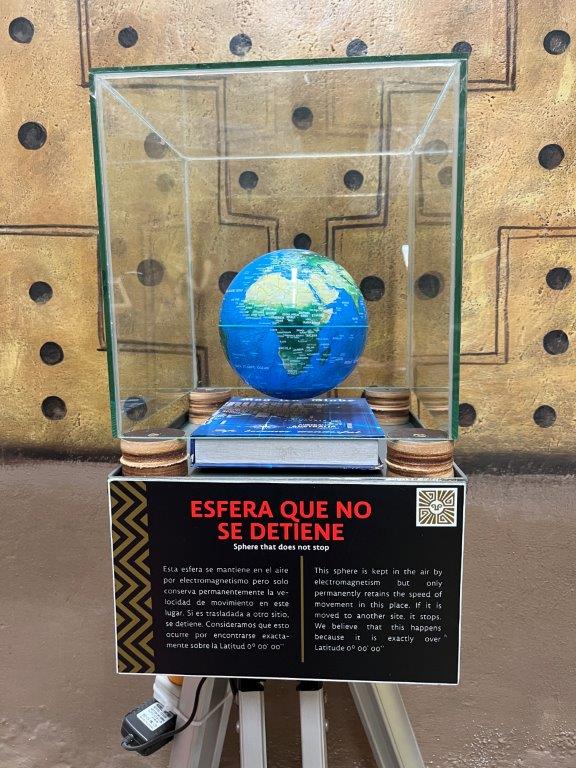 ESFERA QUE NO
SE DETIENE
Sphere that does not stop
Esta esfera se mantiene en el aire
por electromagnetismo pero solo
conserva permanentemente la ve-
locidad de movimiento en este
lugar. Si es trasladada a otro sitio,
se detiene. Consideramos que esto
ocurre por encontrarse exacta-
mente sobre la Latitud 0º 00' 00''
This sphere is kept in the air by
electromagnetism but only
permanently retains the speed of
movement in this place. If it is
moved to another site, it stops.
We believe that this happens
because it is exactly over
Latitude 0º 00' 00''